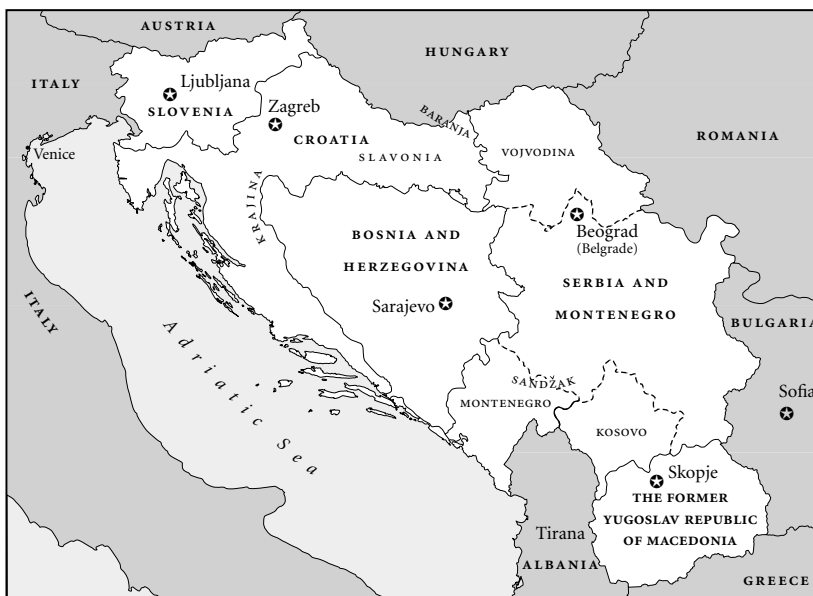 AUSTRIA
HUNGARY
ITALY
Ljubljana
SLOVENIA
Zagreb
CROATIA
BARANJA
ROMANIA
Venice
SLAVONIA
VOJVODINA
KRAJINA
BOSNIA AND
HERZEGOVINA
Beograd
(Belgrade)
SERBIA AND
MONTENEGRO
Sarajevo
ITALY
BULGARIA
Adriatic Sea
SANDŽAK
MONTENEGRO
Sofia
KOSOVO
Skopje
THE FORMER
YUGOSLAV REPUBLIC
OF MACEDONIA
Tirana
ALBANIA
GREECE